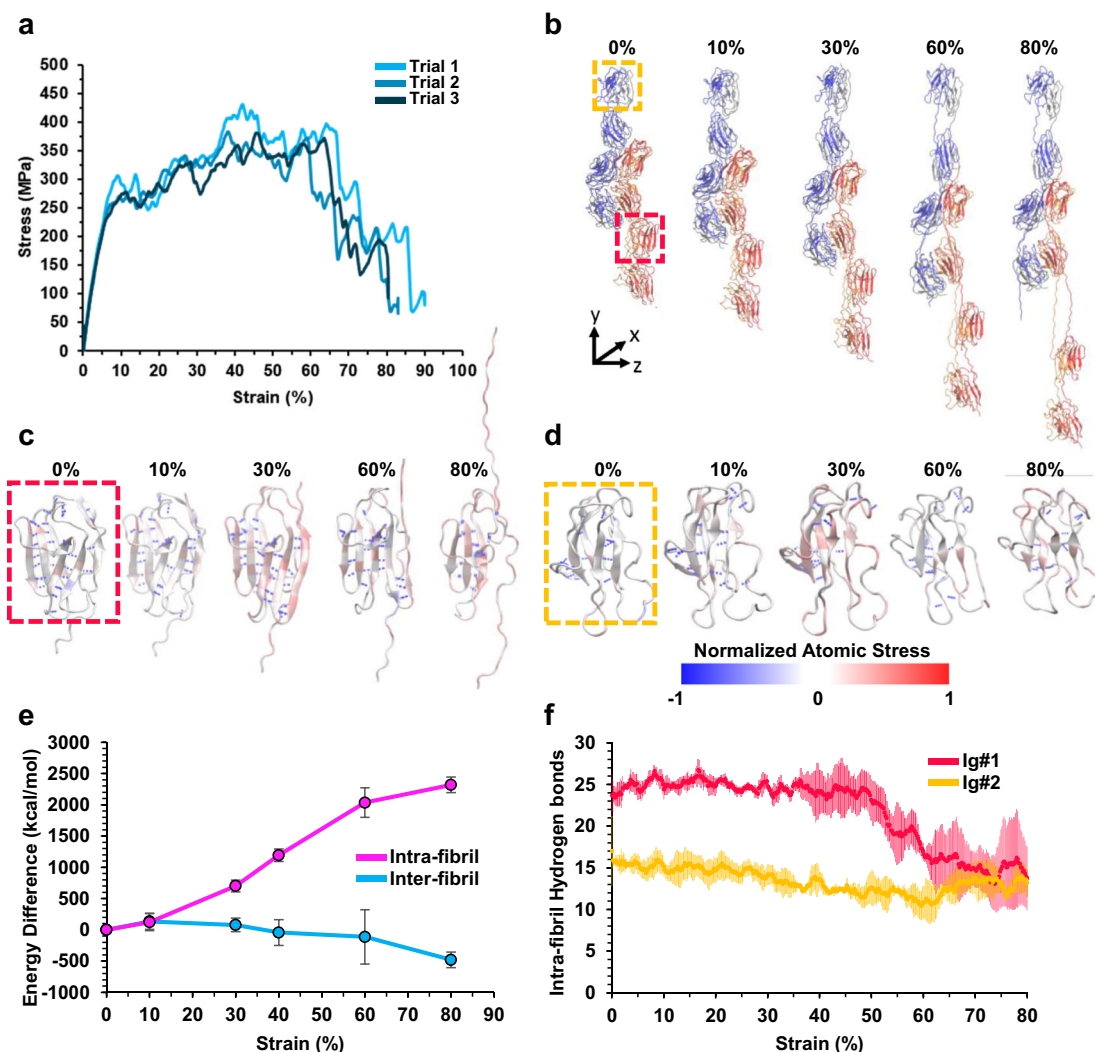 a
500
450
400
350
300
250
200
150
100
50
0
Stress (MPa)
Trial 1
Trial 2
Trial 3
0 10 20 30 40 50 60 70 80 90 100
Strain (%)
b
0% 10% 30% 60% 80%
y
x
z
c
0% 10% 30% 60% 80%
d
0% 10% 30% 60% 80%
Normalized Atomic Stress
-1 0 1
e
3000
2500
2000
1500
1000
500
0
-500
-1000
Energy Difference (kcal/mol)
Intra-fibril
Inter-fibril
0 10 20 30 40 50 60 70 80 90
Strain (%)
f
30
25
20
15
10
5
0
Intra-fibril Hydrogen bonds
Ig#1
Ig#2
0 10 20 30 40 50 60 70 80
Strain (%)